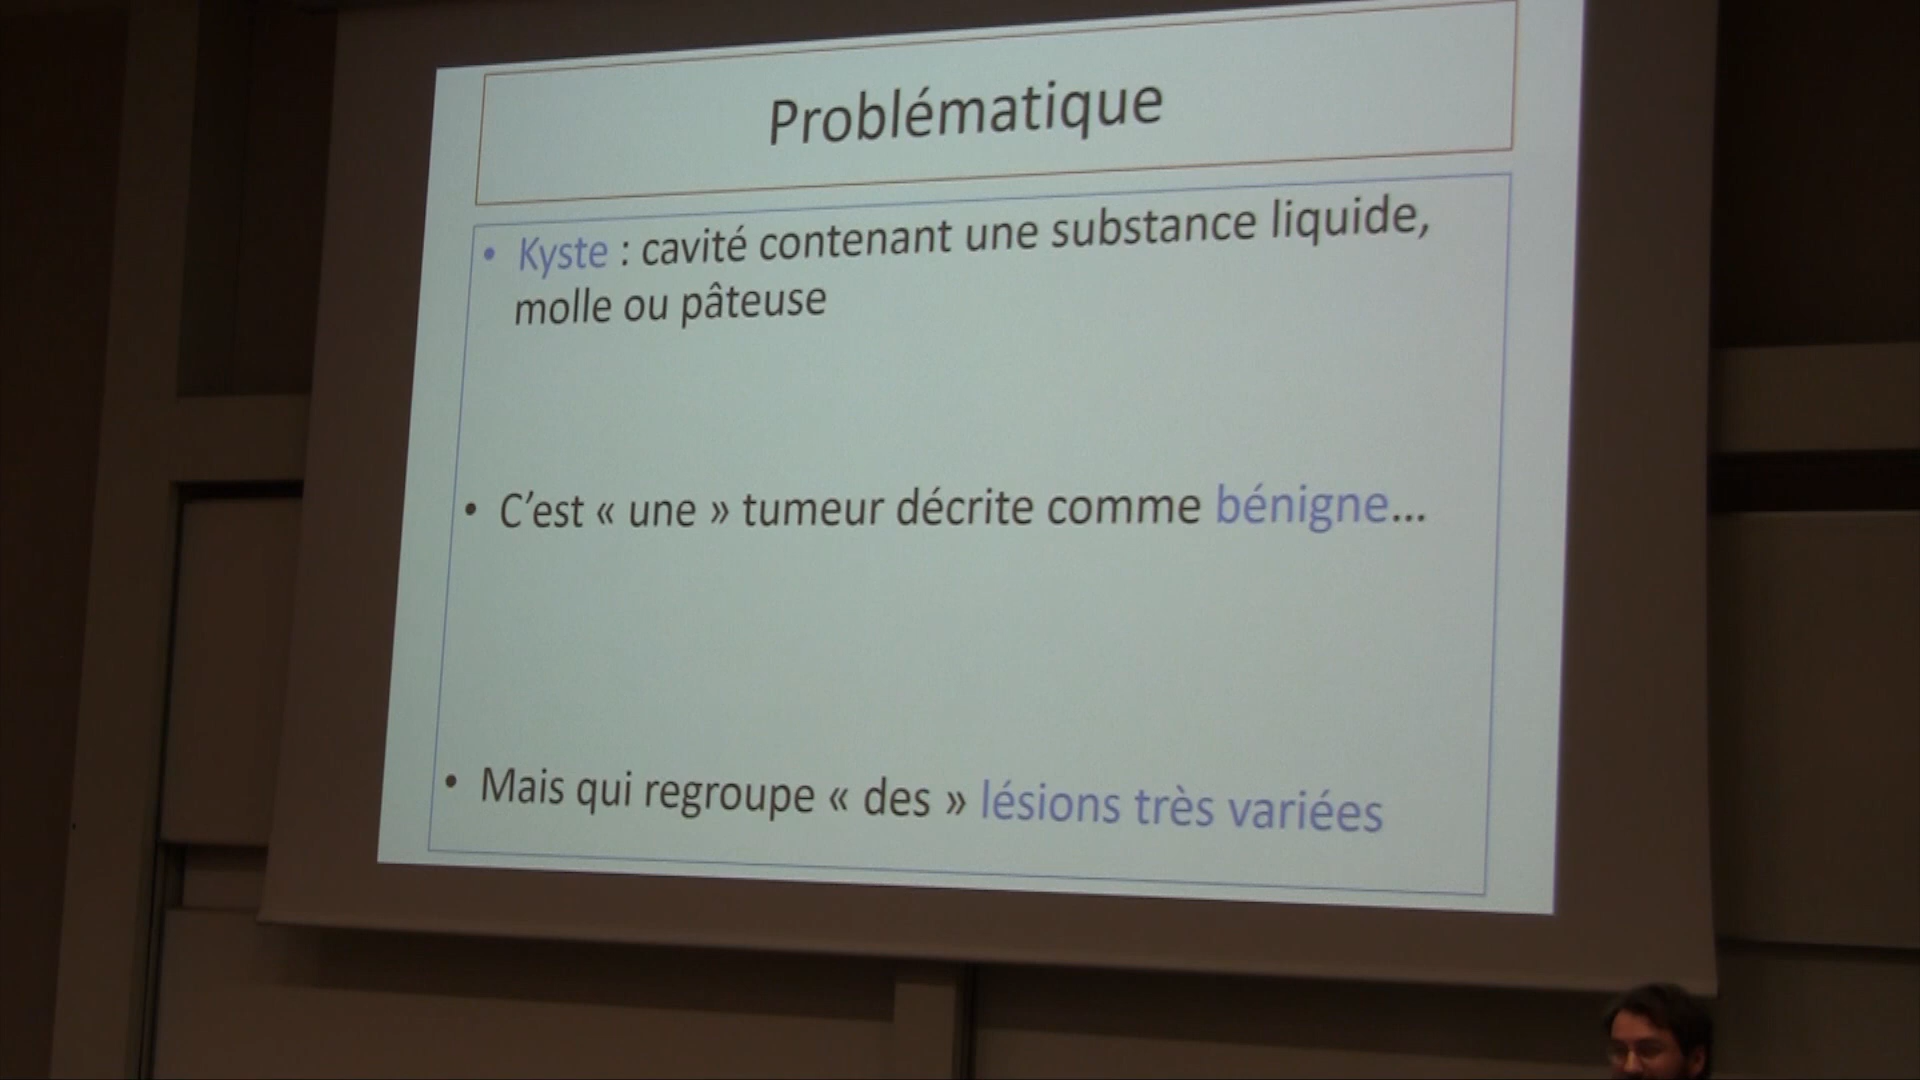 Problématique
• Kyste : cavité contenant une substance liquide,
molle ou pâteuse
• C’est « une » tumeur décrite comme bénigne...
• Mais qui regroupe « des » lésions très variées